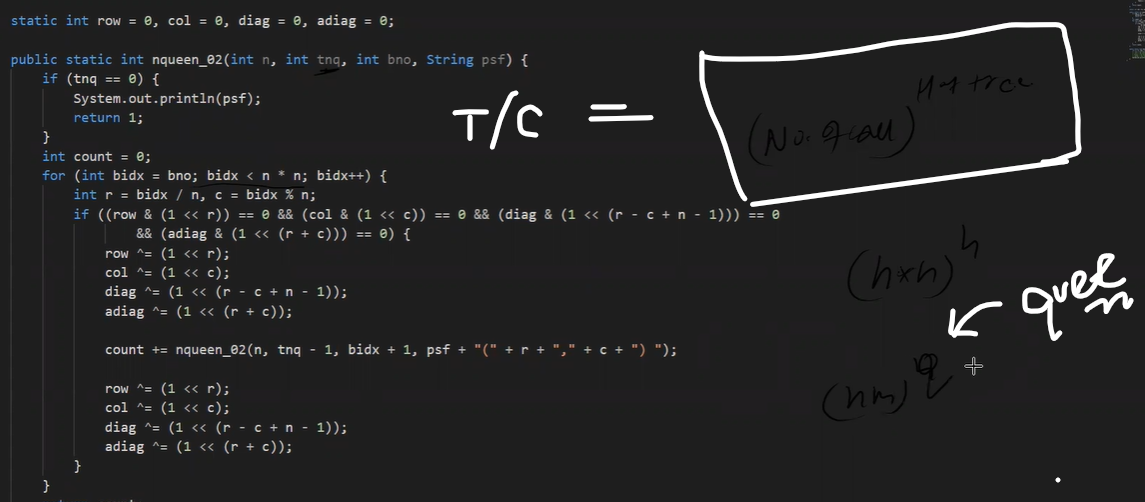 static int row = 0, col = 0, diag = 0, adiag = 0;
public static int nqueen_02(int n, int tnq, int bno, String psf) {
if (tnq == 0) {
System.out.println(psf);
return 1;
}
int count = 0;
for (int bidx = bno; bidx < n * n; bidx++) {
int r = bidx / n, c = bidx % n;
if ((row & (1 << r)) == 0 && (col & (1 << c)) == 0 && (diag & (1 << (r - c + n - 1))) == 0
&& (adiag & (1 << (r + c))) == 0) {
row ^= (1 << r);
col ^= (1 << c);
diag ^= (1 << (r - c + n - 1));
adiag ^= (1 << (r + c));
count += nqueen_02(n, tnq - 1, bidx + 1, psf + "(" + r + "," + c + ") ");
row ^= (1 << r);
col ^= (1 << c);
diag ^= (1 << (r - c + n - 1));
adiag ^= (1 << (r + c));
}
}
T/C =
(No. of call) H of tree
(n*n)^n
(nm)^q